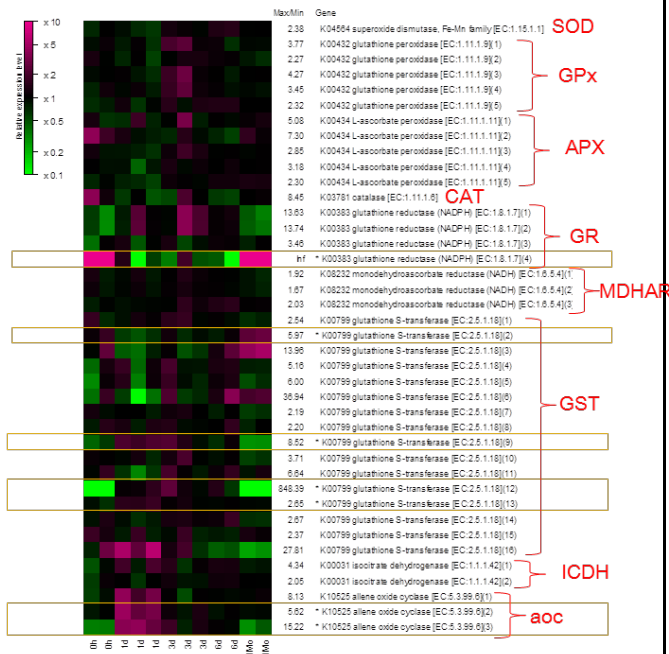 Max/Min Gene
x 10
x 5
x 2
x 1
x 0.5
x 0.2
x 0.1
Relative expression level
2.38 K04564 superoxide dismutase, Fe-Mn family [EC:1.15.1.1] SOD
3.77 K00432 glutathione peroxidase [EC:1.11.1.9](1)
2.27 K00432 glutathione peroxidase [EC:1.11.1.9](2)
4.27 K00432 glutathione peroxidase [EC:1.11.1.9](3)
3.45 K00432 glutathione peroxidase [EC:1.11.1.9](4)
2.32 K00432 glutathione peroxidase [EC:1.11.1.9](5)
GPx
5.08 K00434 L-ascorbate peroxidase [EC:1.11.1.11](1)
7.30 K00434 L-ascorbate peroxidase [EC:1.11.1.11](2)
2.85 K00434 L-ascorbate peroxidase [EC:1.11.1.11](3)
3.18 K00434 L-ascorbate peroxidase [EC:1.11.1.11](4)
2.30 K00434 L-ascorbate peroxidase [EC:1.11.1.11](5)
APX
8.45 K03781 catalase [EC:1.11.1.6] CAT
13.63 K00383 glutathione reductase (NADPH) [EC:1.8.1.7](1)
13.74 K00383 glutathione reductase (NADPH) [EC:1.8.1.7](2)
3.46 K00383 glutathione reductase (NADPH) [EC:1.8.1.7](3)
Inf * K00383 glutathione reductase (NADPH) [EC:1.8.1.7](4)
GR
1.92 K08232 monodehydroascorbate reductase (NADH) [EC:1.6.5.4](1
1.67 K08232 monodehydroascorbate reductase (NADH) [EC:1.6.5.4](2
2.03 K08232 monodehydroascorbate reductase (NADH) [EC:1.6.5.4](3
MDHAR
2.54 K00799 glutathione S-transferase [EC:2.5.1.18](1)
5.97 * K00799 glutathione S-transferase [EC:2.5.1.18](2)
13.96 K00799 glutathione S-transferase [EC:2.5.1.18](3)
5.16 K00799 glutathione S-transferase [EC:2.5.1.18](4)
6.00 K00799 glutathione S-transferase [EC:2.5.1.18](5)
36.94 K00799 glutathione S-transferase [EC:2.5.1.18](6)
2.19 K00799 glutathione S-transferase [EC:2.5.1.18](7)
2.20 K00799 glutathione S-transferase [EC:2.5.1.18](8)
8.52 * K00799 glutathione S-transferase [EC:2.5.1.18](9)
3.71 K00799 glutathione S-transferase [EC:2.5.1.18](10)
6.64 K00799 glutathione S-transferase [EC:2.5.1.18](11)
848.39 * K00799 glutathione S-transferase [EC:2.5.1.18](12)
2.65 * K00799 glutathione S-transferase [EC:2.5.1.18](13)
2.67 K00799 glutathione S-transferase [EC:2.5.1.18](14)
2.37 K00799 glutathione S-transferase [EC:2.5.1.18](15)
27.81 K00799 glutathione S-transferase [EC:2.5.1.18](16)
GST
4.34 K00031 isocitrate dehydrogenase [EC:1.1.1.42](1)
2.05 K00031 isocitrate dehydrogenase [EC:1.1.1.42](2)
ICDH
8.13 K10525 allene oxide cyclase [EC:5.3.99.6](1)
5.62 * K10525 allene oxide cyclase [EC:5.3.99.6](2)
15.22 * K10525 allene oxide cyclase [EC:5.3.99.6](3)
aoc
0h 0h 1d 1d 1d 3d 3d 3d 6d 6d